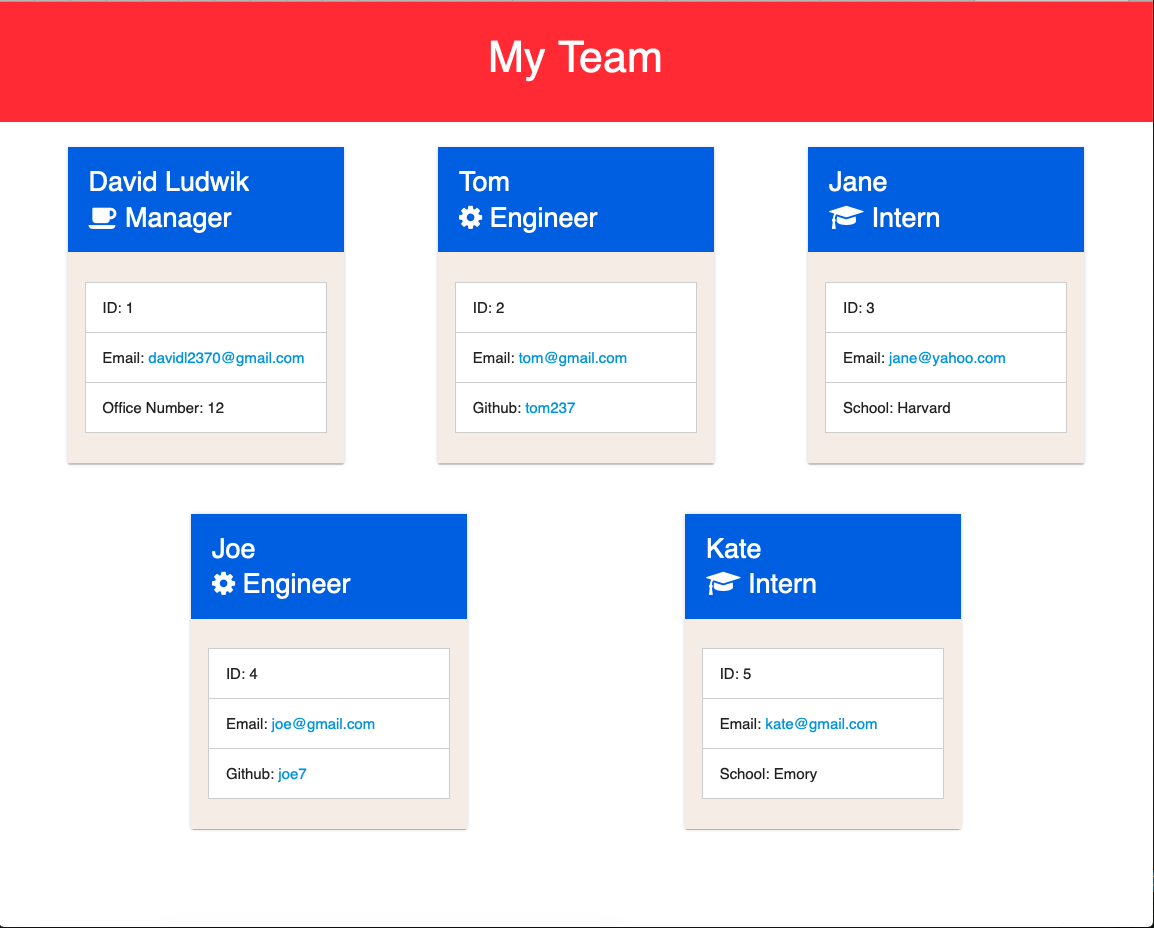 My Team
David Ludwik
Manager
ID: 1
Email: davidl2370@gmail.com
Office Number: 12
Tom
Engineer
ID: 2
Email: tom@gmail.com
Github: tom237
Jane
Intern
ID: 3
Email: jane@yahoo.com
School: Harvard
Joe
Engineer
ID: 4
Email: joe@gmail.com
Github: joe7
Kate
Intern
ID: 5
Email: kate@gmail.com
School: Emory